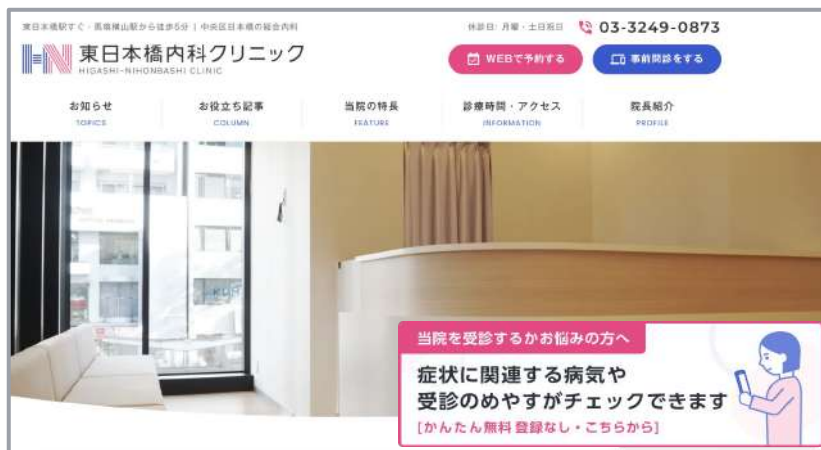 東日本橋駅すぐ・馬喰横山駅から徒歩5分 | 中央区日本橋の総合内科
休診日: 月曜・土日祝日 03-3249-0873
HN 東日本橋内科クリニック
HIGASHI-NIHONBASHI CLINIC
WEBで予約する
事前問診をする
お知らせ
TOPICS
お役立ち記事
COLUMN
当院の特長
FEATURE
診療時間・アクセス
INFORMATION
院長紹介
PROFILE
当院を受診するかお悩みの方へ
症状に関連する病気や
受診のめやすがチェックできます
[かんたん無料 登録なし・こちらから]